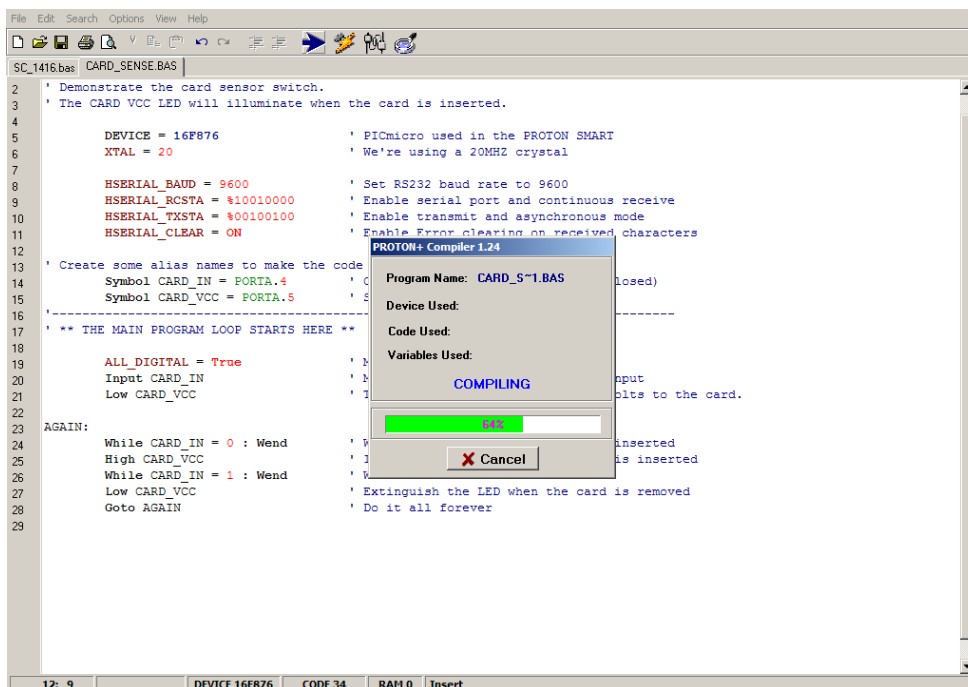 File Edit Search Options View Help
SC_1416.bas CARD_SENSE.BAS
2 ' Demonstrate the card sensor switch.
3 ' The CARD VCC LED will illuminate when the card is inserted.
4
5 DEVICE = 16F876 ' PICmicro used in the PROTON SMART
6 XTAL = 20 ' We're using a 20MHZ crystal
7
8 HSERIAL_BAUD = 9600 ' Set RS232 baud rate to 9600
9 HSERIAL_RCSTA = %10010000 ' Enable serial port and continuous receive
10 HSERIAL_TXSTA = %00100100 ' Enable transmit and asynchronous mode
11 HSERIAL_CLEAR = ON ' Enable Error clearing on received characters
12
13 ' Create some alias names to make the code
14 Symbol CARD_IN = PORTA.4 ' losed)
15 Symbol CARD_VCC = PORTA.5 ' S
16 '----------------------------------------------------------------
17 ' ** THE MAIN PROGRAM LOOP STARTS HERE **
18
19 ALL_DIGITAL = True '
20 Input CARD_IN ' nput
21 Low CARD_VCC ' olts to the card.
22
23 AGAIN:
24 While CARD_IN = 0 : Wend ' inserted
25 High CARD_VCC ' is inserted
26 While CARD_IN = 1 : Wend '
27 Low CARD_VCC ' Extinguish the LED when the card is removed
28 Goto AGAIN ' Do it all forever
29
PROTON+ Compiler 1.24
Program Name: CARD_S~1.BAS
Device Used:
Code Used:
Variables Used:
COMPILING
64%
Cancel
12: 9 DEVICE 16F876 CODE 34 RAM 0 Insert